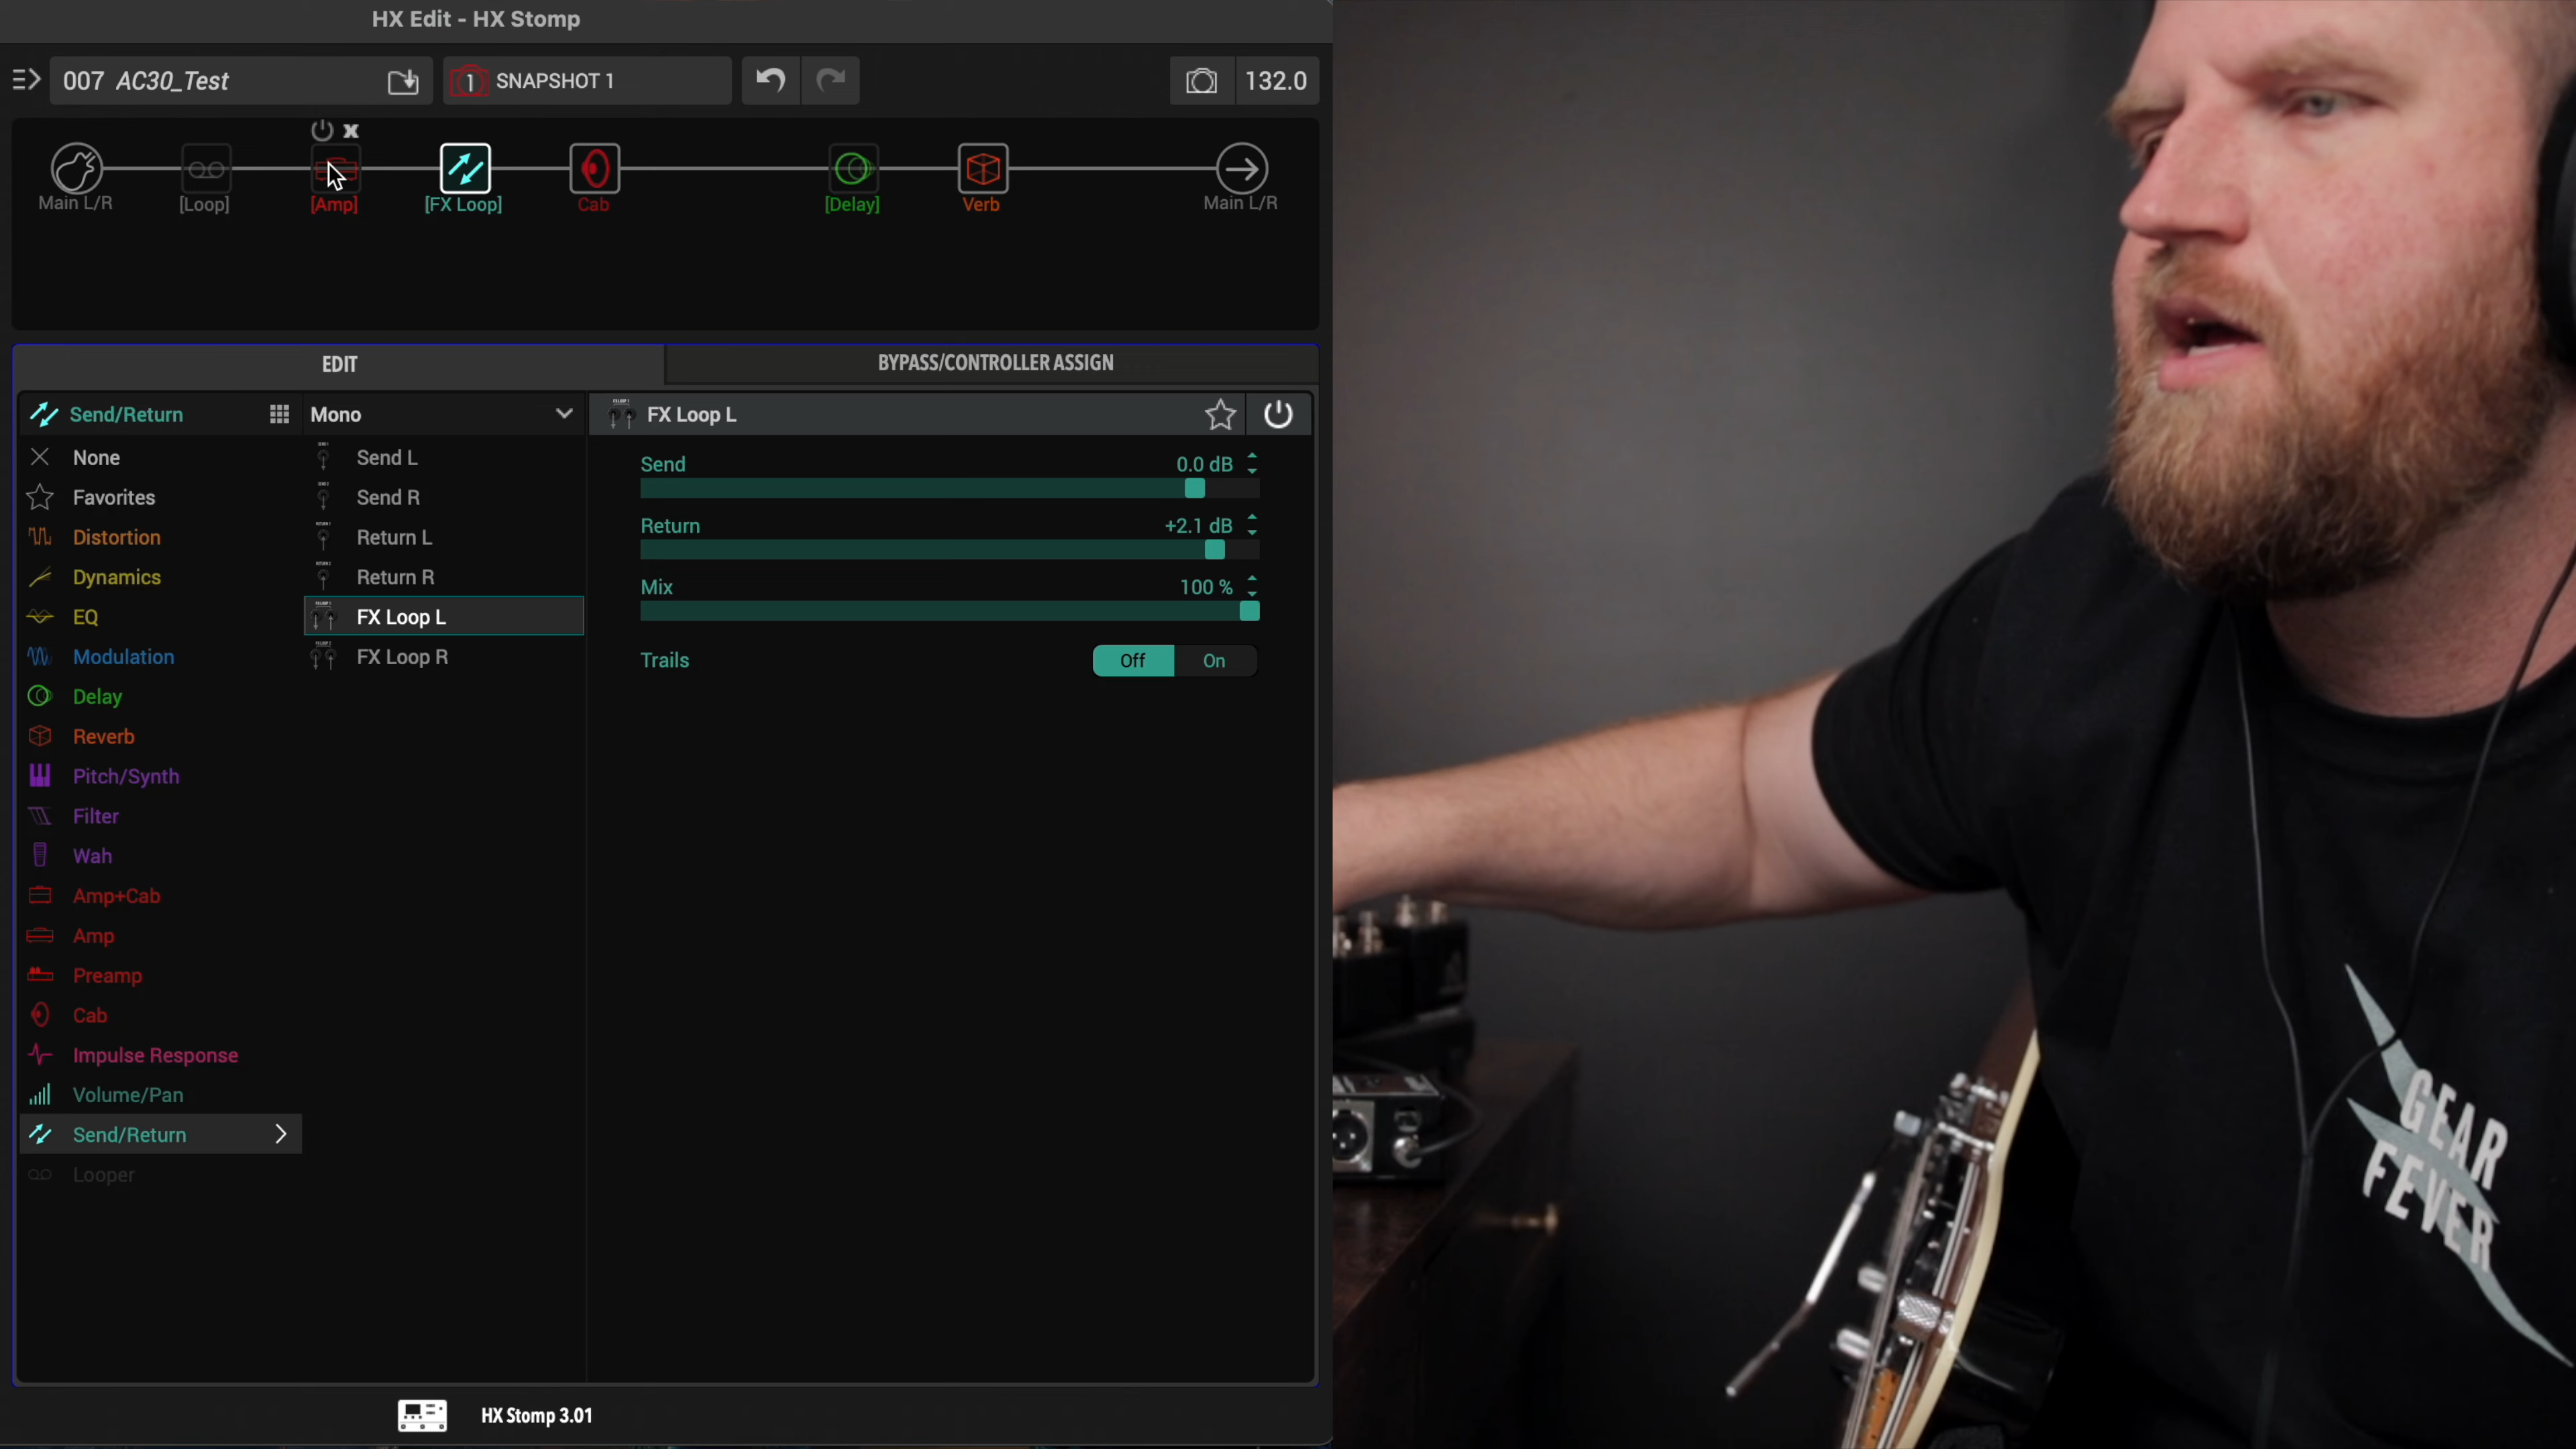 HX Edit - HX Stomp
007 AC30_Test
1 SNAPSHOT 1
132.0
Main L/R
[Loop]
[Amp]
[FX Loop]
Cab
[Delay]
Verb
Main L/R
EDIT
BYPASS/CONTROLLER ASSIGN
Send/Return
Mono
FX Loop L
None
Favorites
Distortion
Dynamics
EQ
Modulation
Delay
Reverb
Pitch/Synth
Filter
Wah
Amp+Cab
Amp
Preamp
Cab
Impulse Response
Volume/Pan
Send/Return
Looper
Send L
Send R
Return L
Return R
FX Loop L
FX Loop R
Send 0.0 dB
Return +2.1 dB
Mix 100 %
Trails Off On
HX Stomp 3.01
GEAR
FEVER